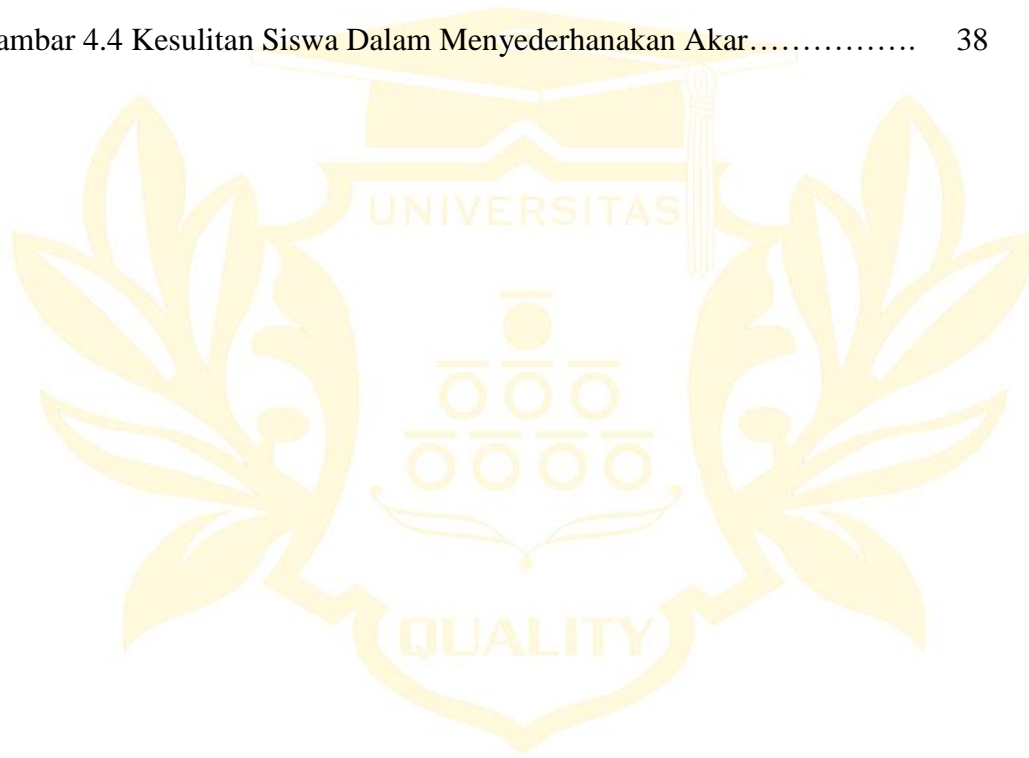 ambar 4.4 Kesulitan Siswa Dalam Menyederhanakan Akar……………. 38
UNIVERSITAS
QUALITY